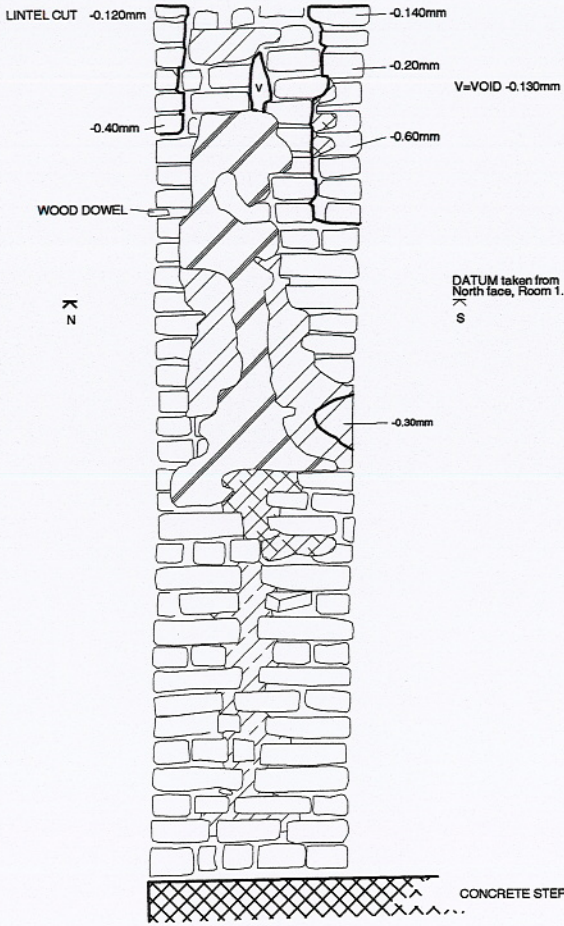 LINTEL CUT -0.120mm
-0.140mm
-0.20mm
V
V=VOID -0.130mm
-0.40mm
-0.60mm
WOOD DOWEL
DATUM taken from
North face, Room 1.
N
S
-0.30mm
CONCRETE STEP